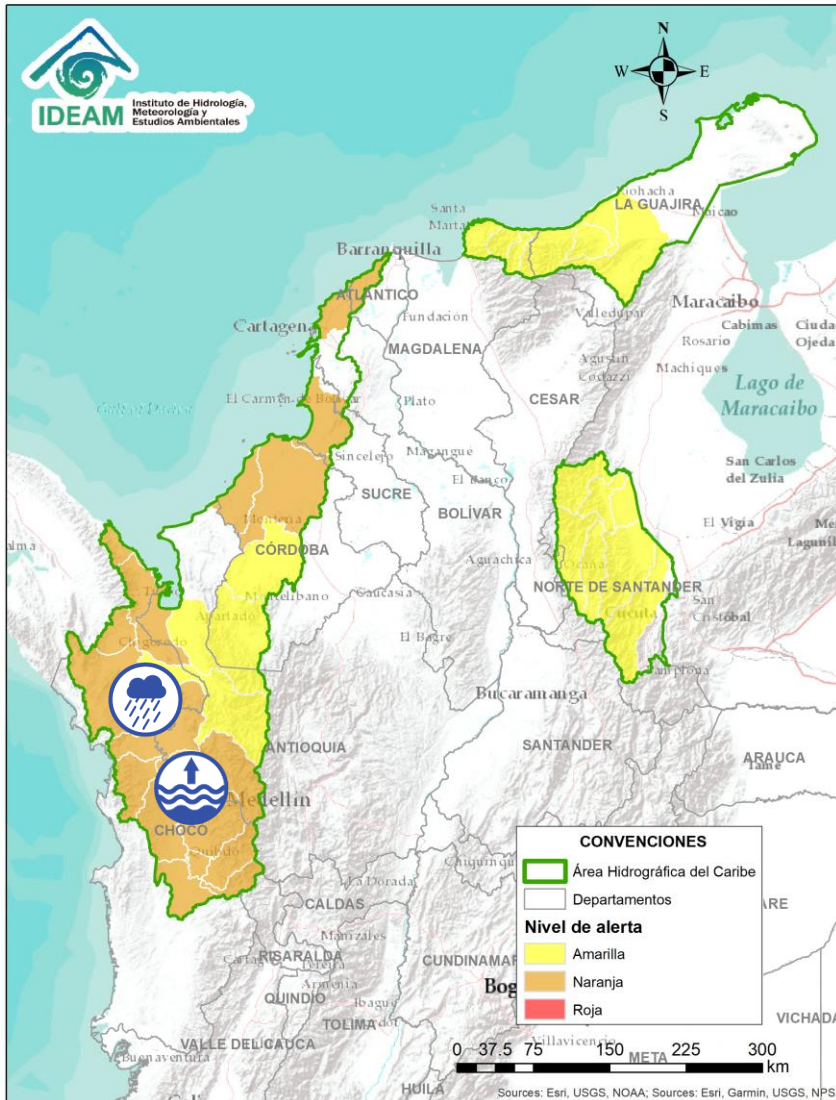 IDEAM
Instituto de Hidrología,
Meteorología y
Estudios Ambientales
N
W
E
S
Riohacha
LA GUAJIRA
Maicao
Santa
Marta
Barranquilla
ATLÁNTICO
Maracaibo
Cartagena
Fundación
Valledupar
Cabimas
Ciudad
Rosario
Ojeda
MAGDALENA
Agustín
Codazzi
Machiques
El Carmen de Bolívar
Plato
CESAR
Lago de
Maracaibo
Sincelejo
Magangué
San Carlos
del Zulia
SUCRE
El Banco
BOLÍVAR
Montería
El Vigía
CÓRDOBA
Aguachica
Ocaña
Turbo
Montelíbano
Caucasia
NORTE DE SANTANDER
San
Cristóbal
Apartadó
Cúcuta
Chigorodó
El Bagre
Pamplona
Bucaramanga
ANTIOQUIA
SANTANDER
ARAUCA
Tame
Medellín
CHOCÓ
Quibdó
La Dorada
CALDAS
Manizales
RISARALDA
Pereira
Armenia
QUINDÍO
Ibagué
TOLIMA
CUNDINAMAR
Bog
VICHADA
VALLE DEL CAUCA
Villavicencio
META
Buenaventura
HUILA
CONVENCIONES
Área Hidrográfica del Caribe
Departamentos
Nivel de alerta
Amarilla
Naranja
Roja
0 37.5 75 150 225 300
km
Sources: Esri, USGS, NOAA; Sources: Esri, Garmin, USGS, NPS